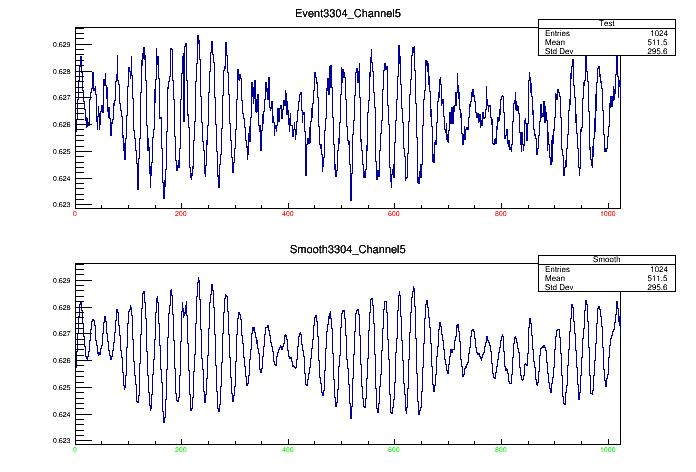 Event3304_Channel5
Test
Entries 1024
Mean 511.5
Std Dev 295.6
0.629
0.628
0.627
0.626
0.625
0.624
0.623
0 200 400 600 800 1000
Smooth3304_Channel5
Smooth
Entries 1024
Mean 511.5
Std Dev 295.6
0.629
0.628
0.627
0.626
0.625
0.624
0.623
0 200 400 600 800 1000